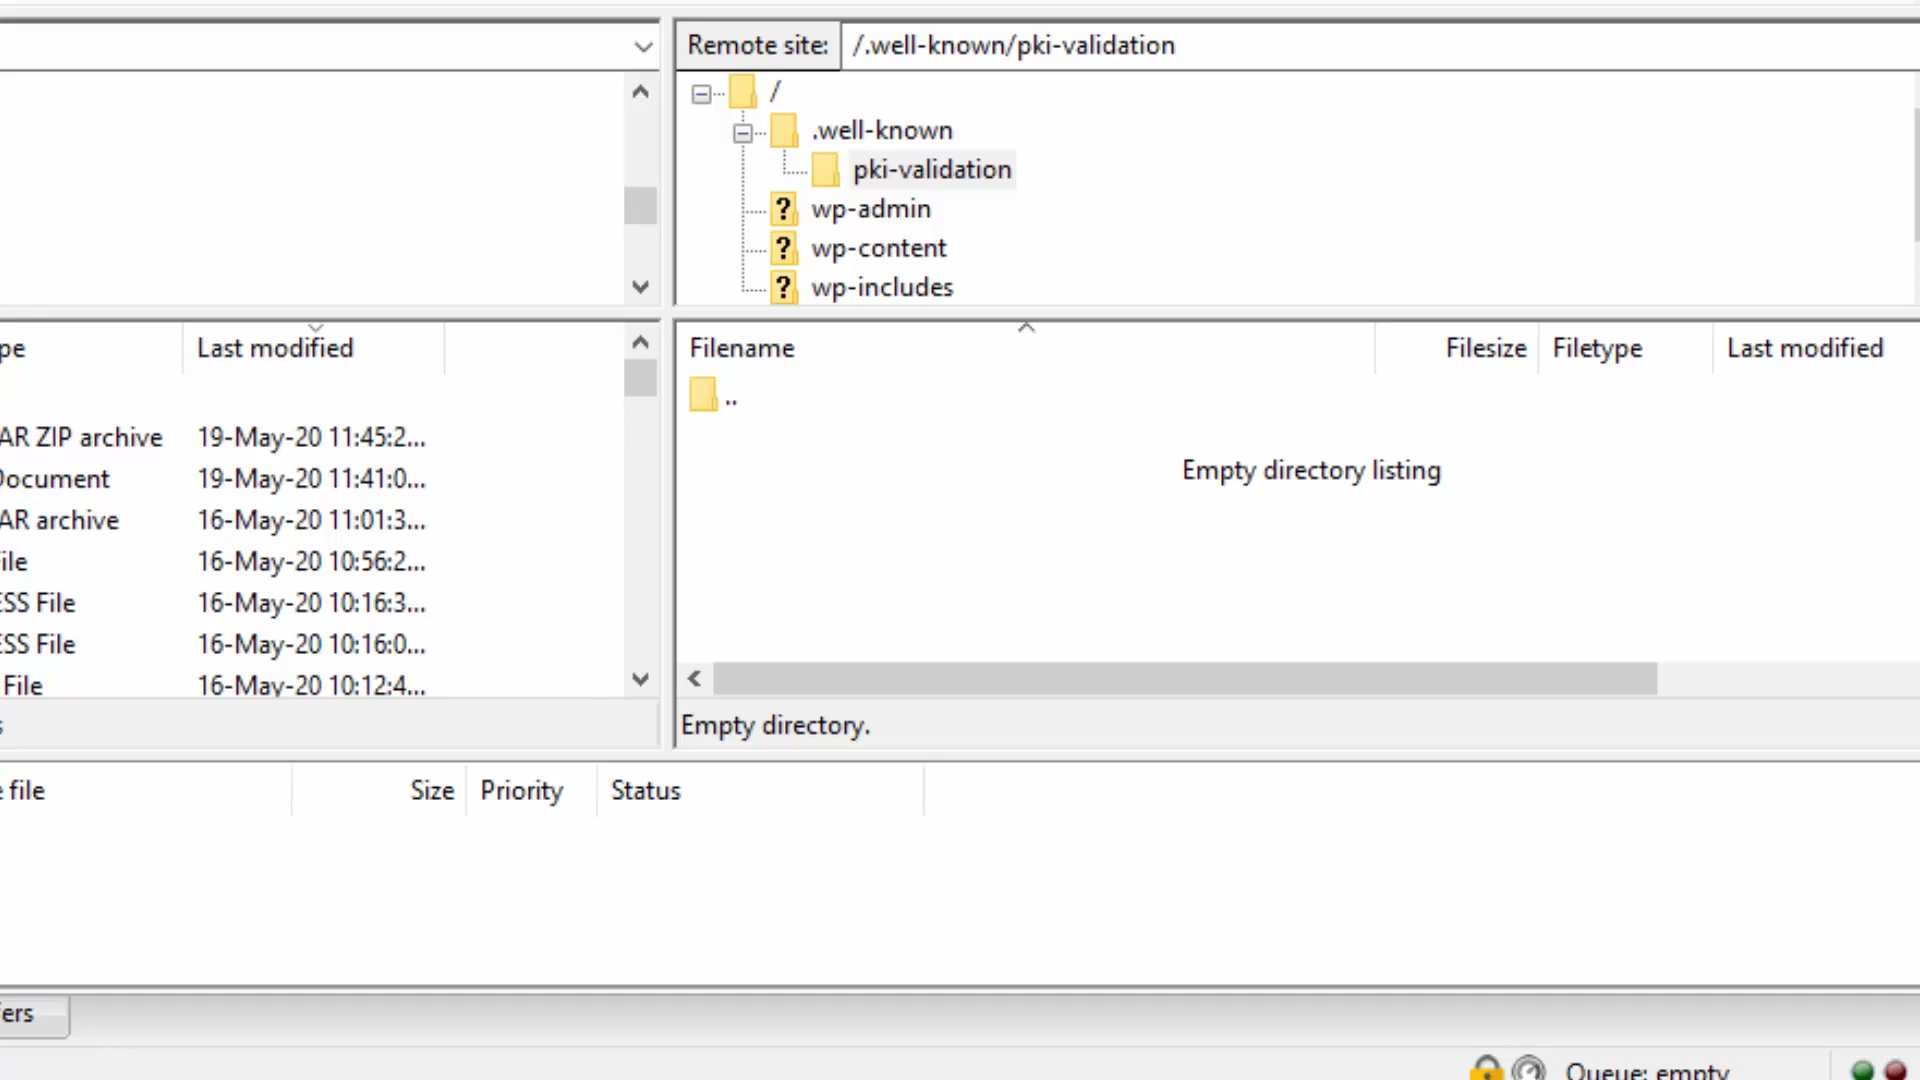 Remote site: /.well-known/pki-validation
/
.well-known
pki-validation
? wp-admin
? wp-content
? wp-includes
pe Last modified
AR ZIP archive 19-May-20 11:45:2...
Document 19-May-20 11:41:0...
AR archive 16-May-20 11:01:3...
ile 16-May-20 10:56:2...
ESS File 16-May-20 10:16:3...
ESS File 16-May-20 10:16:0...
File 16-May-20 10:12:4...
s
Filename Filesize Filetype Last modified
..
Empty directory listing
Empty directory.
e file Size Priority Status
fers
Queue: empty